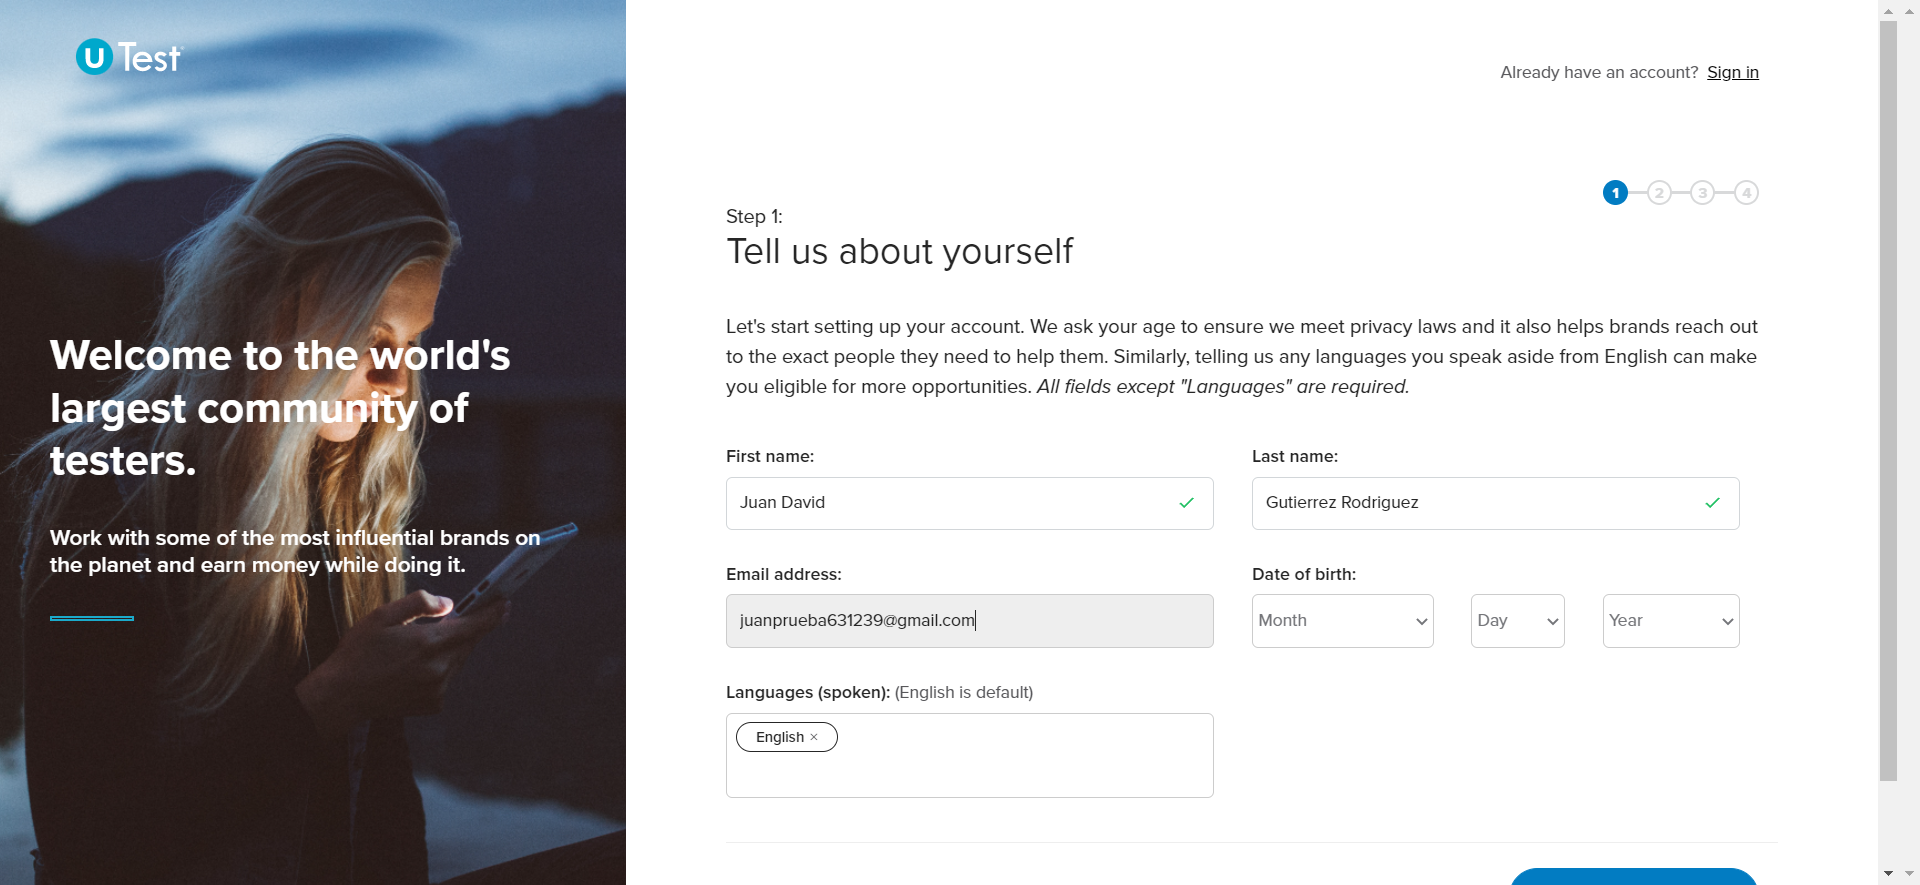 U Test
Welcome to the world's
largest community of
testers.
Work with some of the most influential brands on
the planet and earn money while doing it.
Already have an account? Sign in
1 2 3 4
Step 1:
Tell us about yourself
Let's start setting up your account. We ask your age to ensure we meet privacy laws and it also helps brands reach out
to the exact people they need to help them. Similarly, telling us any languages you speak aside from English can make
you eligible for more opportunities. All fields except "Languages" are required.
First name:
Juan David
Last name:
Gutierrez Rodriguez
Email address:
juanprueba631239@gmail.com
Date of birth:
Month Day Year
Languages (spoken): (English is default)
English ×